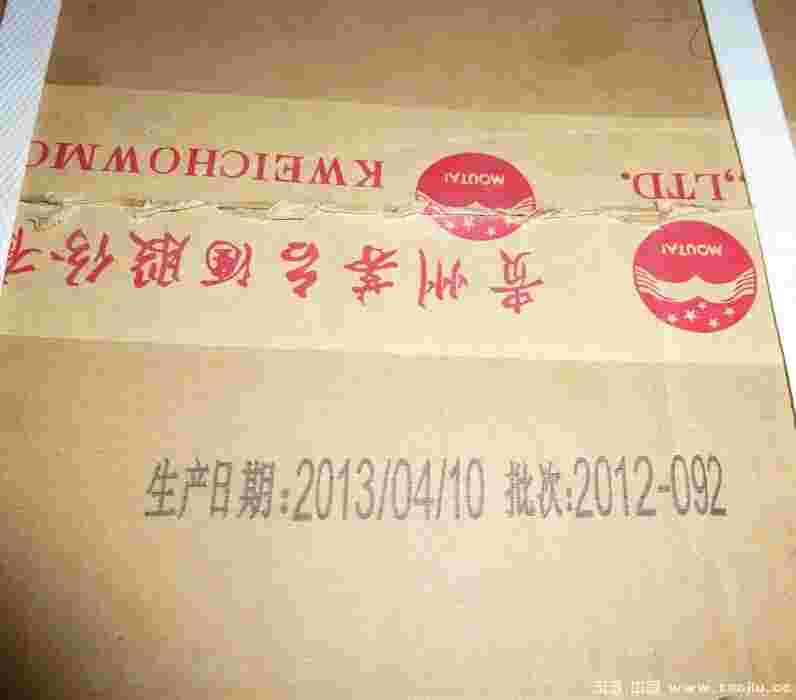 KWEICHOWMO
MOUTAI
., LTD.
贵州茅台酒股份有
MOUTAI
生产日期:2013/04/10 批次:2012-092